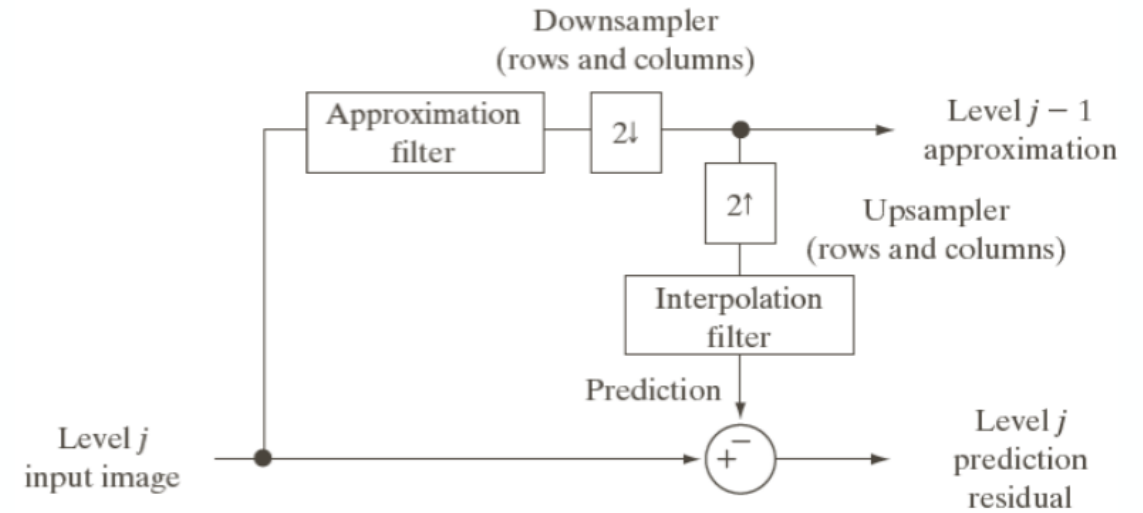 Downsampler
(rows and columns)
Approximation
filter
2↓
Level j – 1
approximation
2↑
Upsampler
(rows and columns)
Interpolation
filter
Prediction
Level j
input image
+
−
Level j
prediction
residual